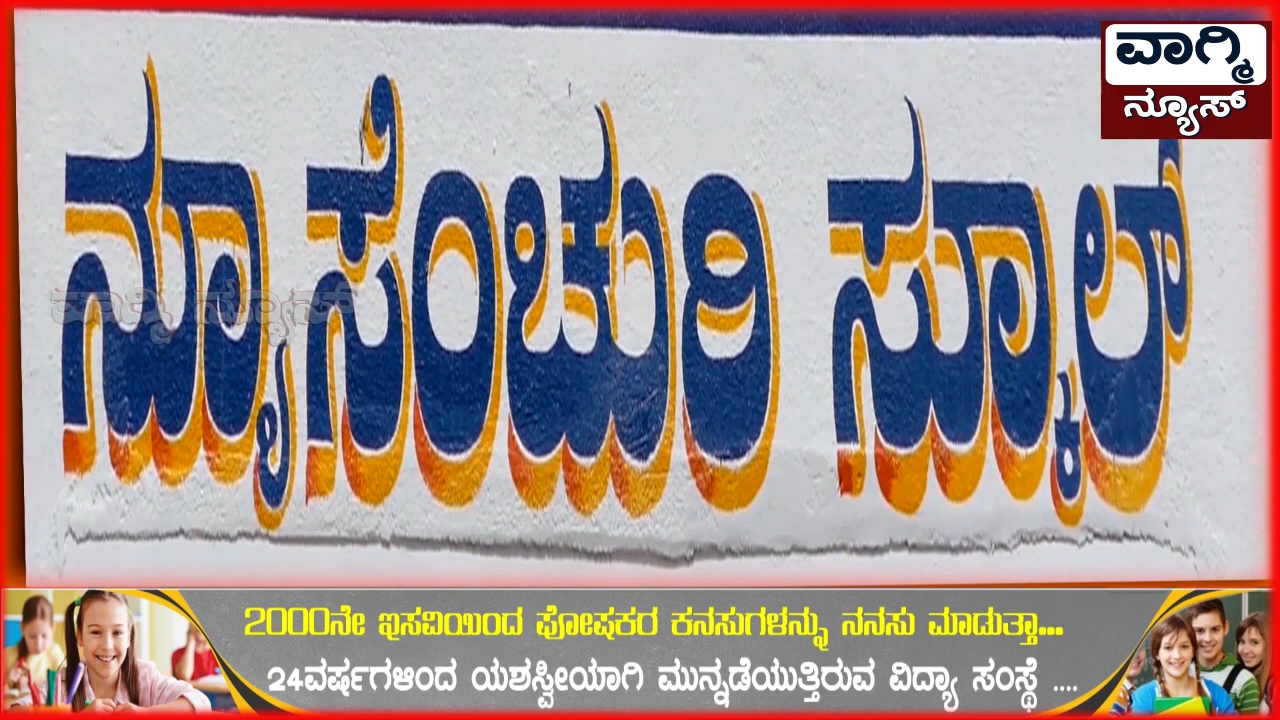 ವಾಗ್ಮಿ
ನ್ಯೂಸ್
ನ್ಯೂ ಸೆಂಚುರಿ ಸ್ಕೂಲ್
ವಾಗ್ಮಿ ನ್ಯೂಸ್
2000ನೇ ಇಸವಿಯಿಂದ ಪೋಷಕರ ಕನಸುಗಳನ್ನು ನನಸು ಮಾಡುತ್ತಾ...
24ವರ್ಷಗಳಿಂದ ಯಶಸ್ವೀಯಾಗಿ ಮುನ್ನಡೆಯುತ್ತಿರುವ ವಿದ್ಯಾ ಸಂಸ್ಥೆ ....